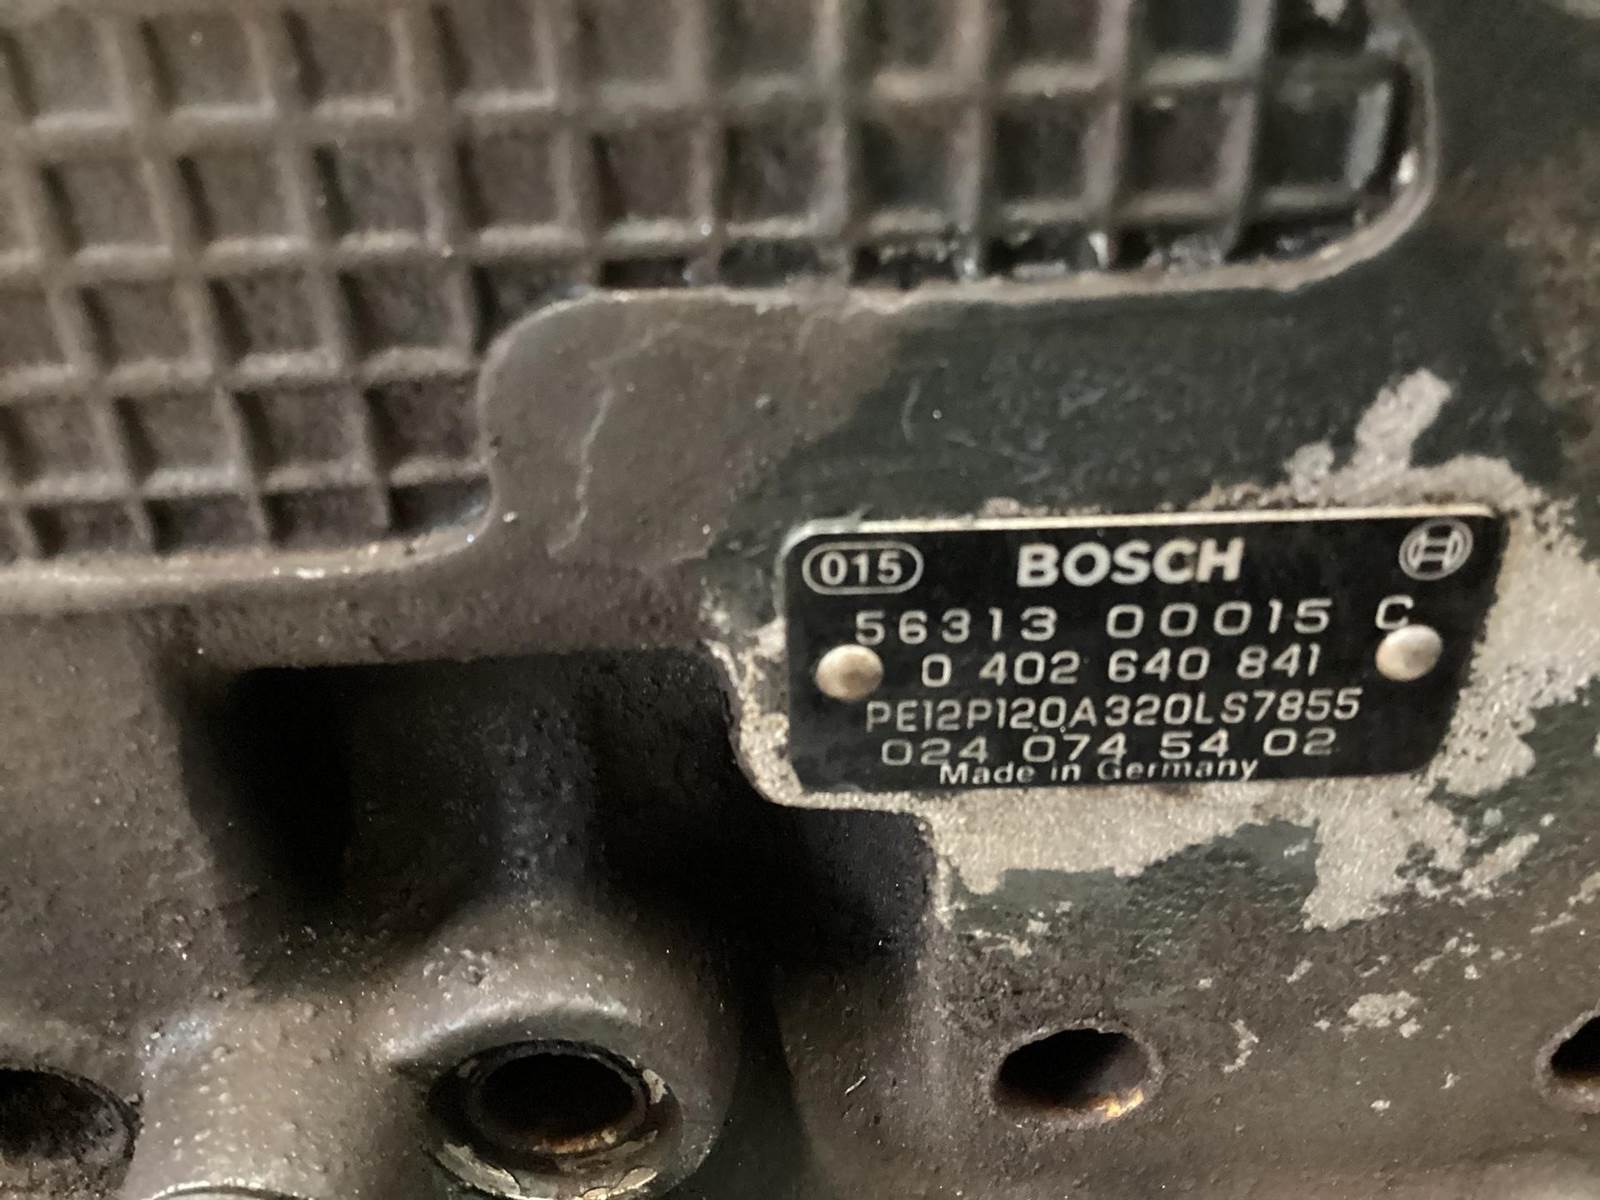 015 BOSCH
56313 00015 C
0 402 640 841
PE12P120A320LS7855
024 074 54 02
Made in Germany